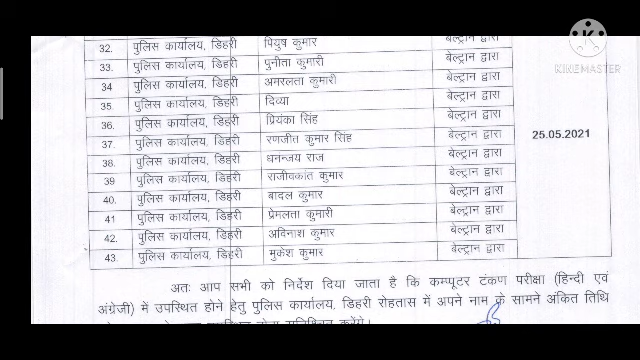 32. पुलिस कार्यालय, डिहरी पियुष कुमार बेल्ट्रान द्वारा
33. पुलिस कार्यालय, डिहरी पुनीता कुमारी बेल्ट्रान द्वारा
34 पुलिस कार्यालय, डिहरी अमरलता कुमारी बेल्ट्रान द्वारा
35. पुलिस कार्यालय, डिहरी दिव्या बेल्ट्रान द्वारा
36. पुलिस कार्यालय, डिहरी प्रियंका सिंह बेल्ट्रान द्वारा
37. पुलिस कार्यालय, डिहरी रणजीत कुमार सिंह बेल्ट्रान द्वारा 25.05.2021
38. पुलिस कार्यालय, डिहरी धनन्जय राज बेल्ट्रान द्वारा
39 पुलिस कार्यालय, डिहरी राजीवकांत कुमार बेल्ट्रान द्वारा
40. पुलिस कार्यालय, डिहरी बादल कुमार बेल्ट्रान द्वारा
41 पुलिस कार्यालय, डिहरी प्रेमलता कुमारी बेल्ट्रान द्वारा
42. पुलिस कार्यालय, डिहरी अविनाश कुमार बेल्ट्रान द्वारा
43. पुलिस कार्यालय, डिहरी मुकेश कुमार बेल्ट्रान द्वारा
अतः आप सभी को निर्देश दिया जाता है कि कम्पूटर टंकण परीक्षा (हिन्दी एवं
अंग्रेजी) में उपस्थित होने हेतु पुलिस कार्यालय, डिहरी रोहतास में अपने नाम के सामने अंकित तिथि
KINEMASTER